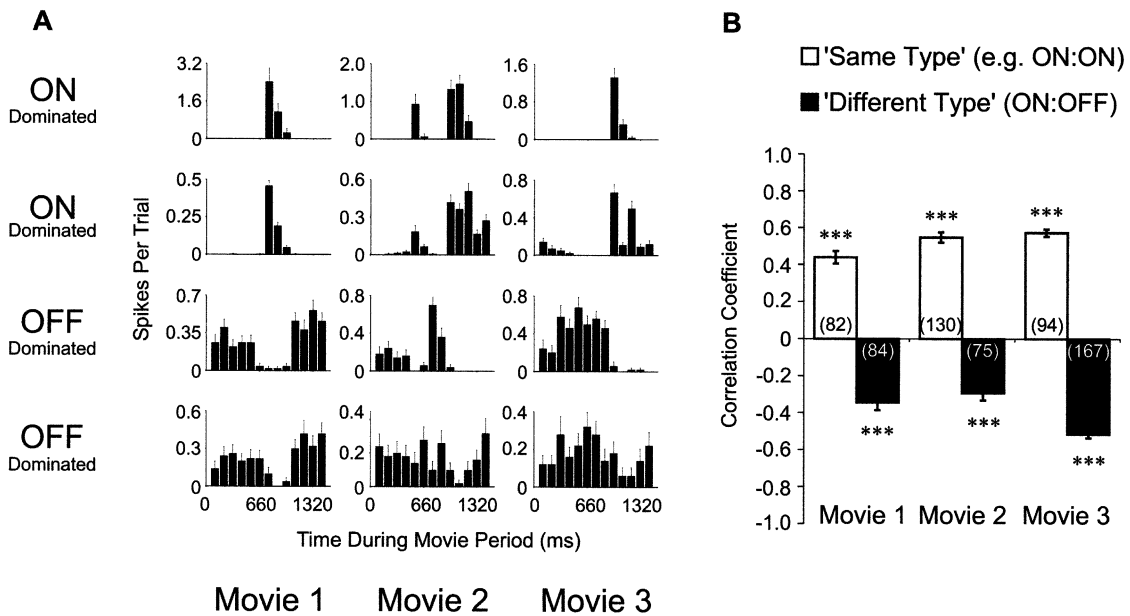 A
ON
Dominated
3.2
1.6
0
2.0
1.0
0
1.6
0.8
0
ON
Dominated
0.5
0.25
0
0.6
0.3
0
0.8
0.4
0
OFF
Dominated
0.7
0.35
0
0.8
0.4
0
0.8
0.4
0
OFF
Dominated
0.6
0.3
0
0.4
0.2
0
0.4
0.2
0
Spikes Per Trial
0 660 1320
0 660 1320
0 660 1320
Time During Movie Period (ms)
Movie 1 Movie 2 Movie 3
B
'Same Type' (e.g. ON:ON)
'Different Type' (ON:OFF)
Correlation Coefficient
1.0
0.8
0.6
0.4
0.2
0
-0.2
-0.4
-0.6
-0.8
-1.0
*** *** ***
(82) (130) (94)
(84) (75) (167)
*** *** ***
Movie 1 Movie 2 Movie 3